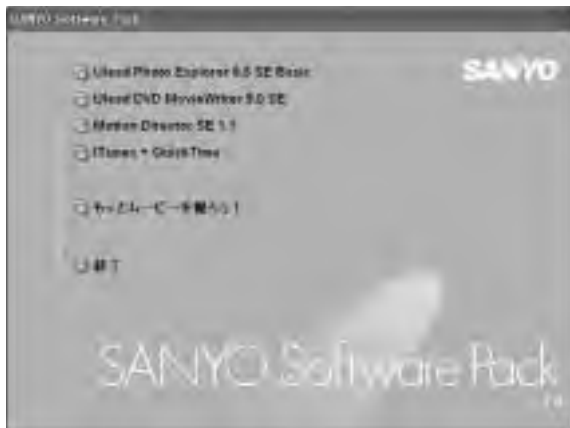 SANYO Software Pack
SANYO
Ulead Photo Explorer 8.5 SE Basic
Ulead DVD MovieWriter 5.0 SE
Motion Director SE 1.1
iTunes + QuickTime
もっとムービーを撮ろう!
終了
SANYO Software Pack